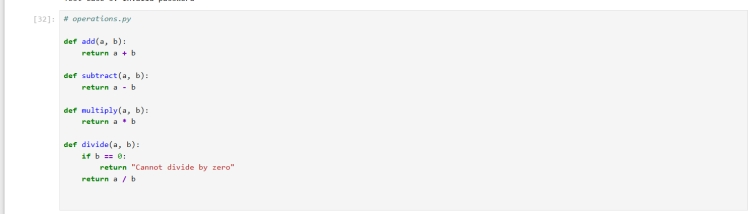 [32]: # operations.py
def add(a, b):
    return a + b
def subtract(a, b):
    return a - b
def multiply(a, b):
    return a * b
def divide(a, b):
    if b == 0:
        return "Cannot divide by zero"
    return a / b